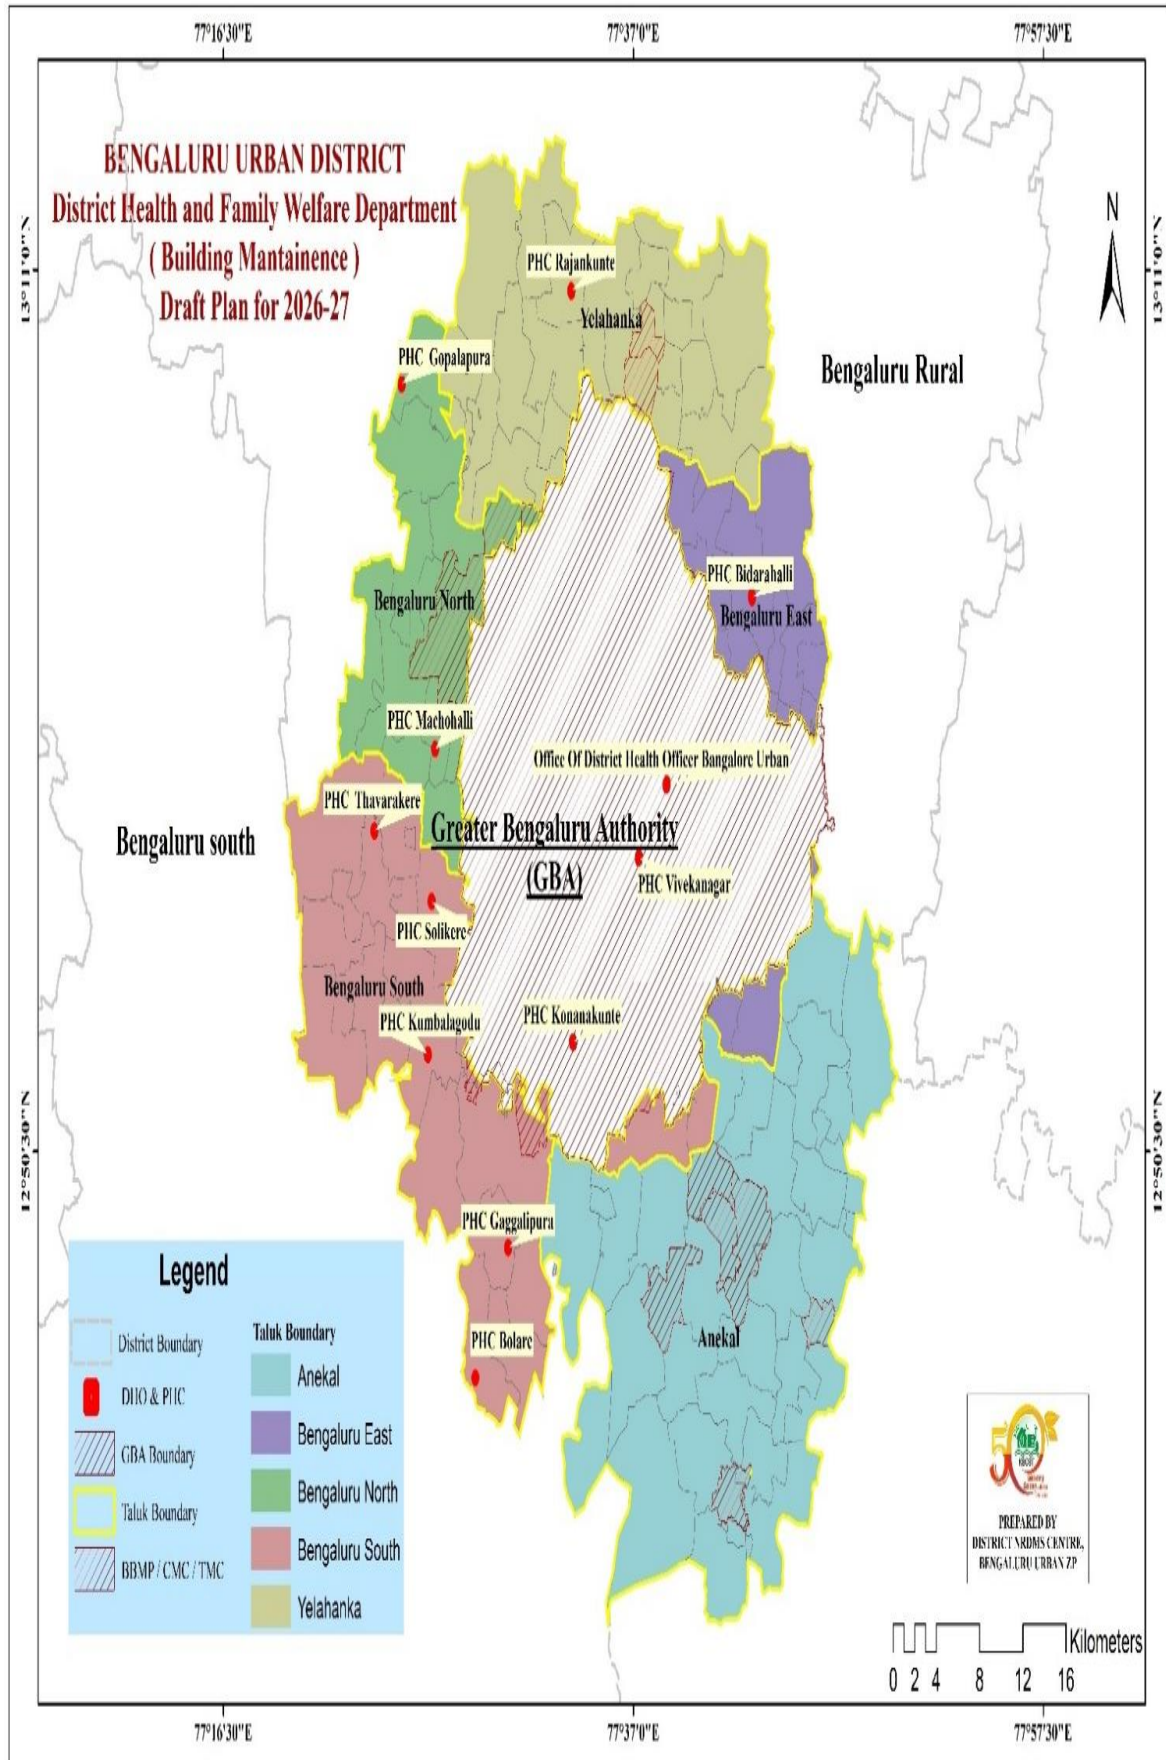 77°16'30"E
77°37'0"E
77°57'30"E
BENGALURU URBAN DISTRICT
District Health and Family Welfare Department
( Building Mantainence )
Draft Plan for 2026-27
N
13°11'0"N
13°11'0"N
PHC Rajankunte
Yelahanka
PHC Gopalapura
Bengaluru Rural
PHC Bidarahalli
Bengaluru East
Bengaluru North
PHC Machohalli
Office Of District Health Officer Bangalore Urban
PHC Thavarakere
Bengaluru south
Greater Bengaluru Authority
(GBA)
PHC Vivekanagar
PHC Solikere
Bengaluru South
PHC Kumbalagodu
PHC Konanakunte
12°50'30"N
12°50'30"N
PHC Gaggalipura
PHC Bolare
Anekal
Legend
District Boundary
DHO & PHC
GBA Boundary
Taluk Boundary
BBMP / CMC / TMC
Taluk Boundary
Anekal
Bengaluru East
Bengaluru North
Bengaluru South
Yelahanka
50
PREPARED BY
DISTRICT NRDMS CENTRE,
BENGALURU URBAN ZP
Kilometers
0 2 4 8 12 16
77°16'30"E
77°37'0"E
77°57'30"E